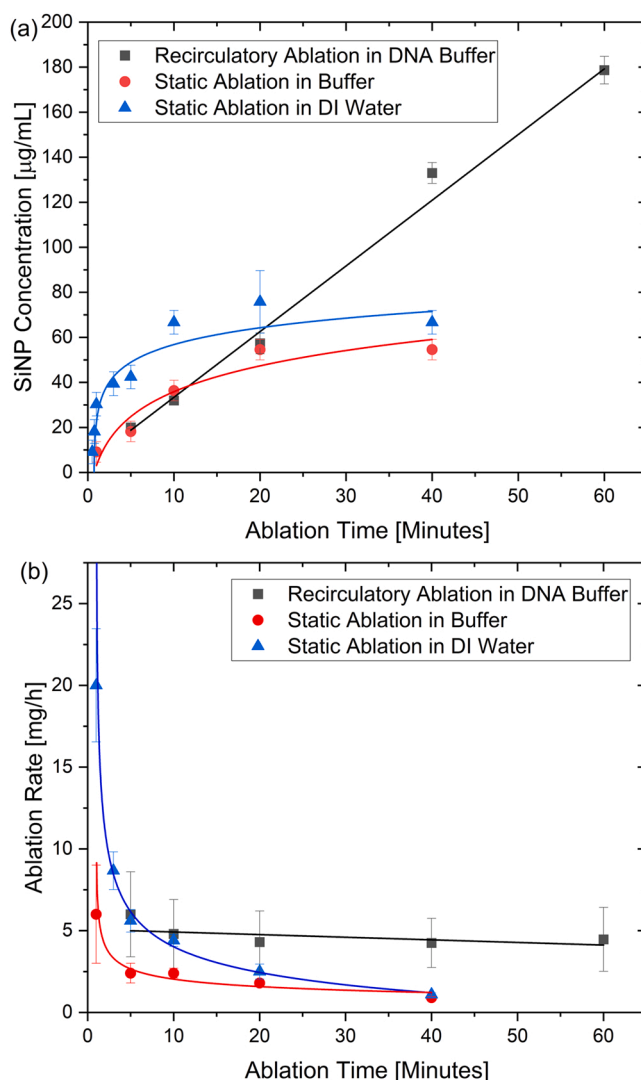 (a)
Recirculatory Ablation in DNA Buffer
Static Ablation in Buffer
Static Ablation in DI Water
SiNP Concentration [µg/mL]
200
180
160
140
120
100
80
60
40
20
0
0 10 20 30 40 50 60
Ablation Time [Minutes]
(b)
Recirculatory Ablation in DNA Buffer
Static Ablation in Buffer
Static Ablation in DI Water
Ablation Rate [mg/h]
25
20
15
10
5
0
0 10 20 30 40 50 60
Ablation Time [Minutes]